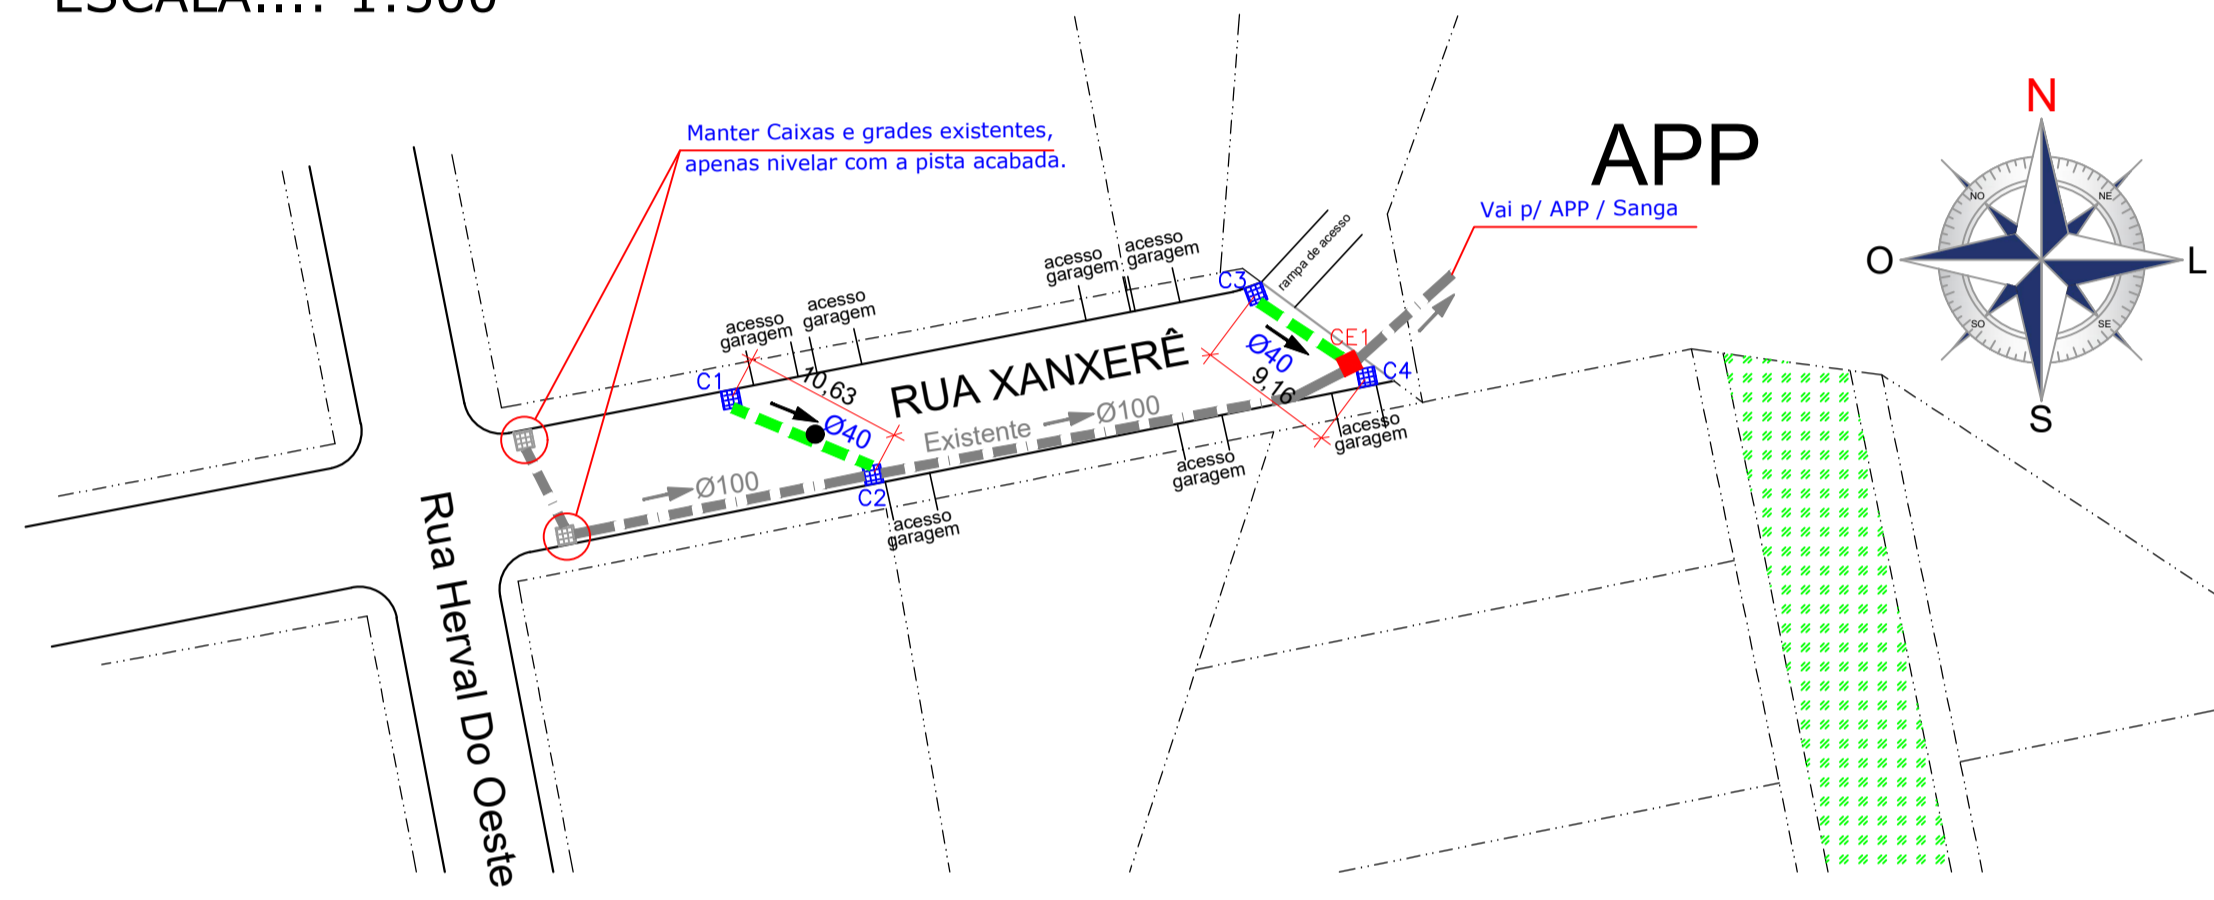 ESCALA....: 1:500
N
Manter Caixas e grades existentes,
apenas nivelar com a pista acabada.
APP
Vai p/ APP / Sanga
NO
NE
O
L
SO
SE
S
acesso
garagem
acesso
garagem
acesso
garagem
acesso
garagem
rampa de acesso
C3
CE1
C4
Ø40
9,16
RUA XANXERÊ
C1
10,63
Ø40
Existente
Ø100
Ø100
C2
acesso
garagem
acesso
garagem
acesso
garagem
Rua Herval Do Oeste